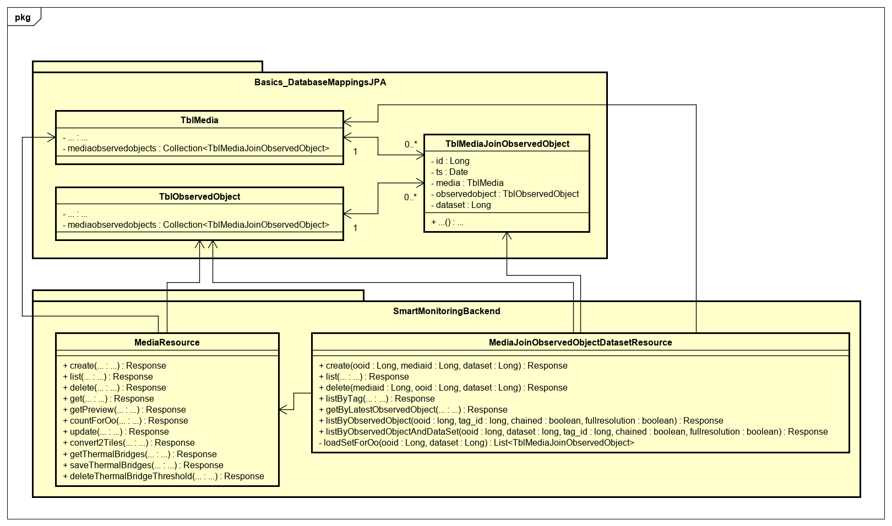 pkg
Basics_DatabaseMappingsJPA
TblMedia
- ... : ...
- mediaobservedobjects : Collection<TblMediaJoinObservedObject>
1
0..*
TblObservedObject
- ... : ...
- mediaobservedobjects : Collection<TblMediaJoinObservedObject>
1
0..*
TblMediaJoinObservedObject
- id : Long
- ts : Date
- media : TblMedia
- observedobject : TblObservedObject
- dataset : Long
+ ...() : ...
SmartMonitoringBackend
MediaResource
+ create(... : ...) : Response
+ list(... : ...) : Response
+ delete(... : ...) : Response
+ get(... : ...) : Response
+ getPreview(... : ...) : Response
+ countForOo(... : ...) : Response
+ update(... : ...) : Response
+ convert2Tiles(... : ...) : Response
+ getThermalBridges(... : ...) : Response
+ saveThermalBridges(... : ...) : Response
+ deleteThermalBridgeThreshold(... : ...) : Response
MediaJoinObservedObjectDatasetResource
+ create(ooid : Long, mediaid : Long, dataset : Long) : Response
+ list(... : ...) : Response
+ delete(mediaid : Long, ooid : Long, dataset : Long) : Response
+ listByTag(... : ...) : Response
+ getByLatestObservedObject(... : ...) : Response
+ listByObservedObject(ooid : long, tag_id : long, chained : boolean, fullresolution : boolean) : Response
+ listByObservedObjectAndDataSet(ooid : long, dataset : long, tag_id : long, chained : boolean, fullresolution : boolean) : Response
- loadSetForOo(ooid : Long, dataset : Long) : List<TblMediaJoinObservedObject>